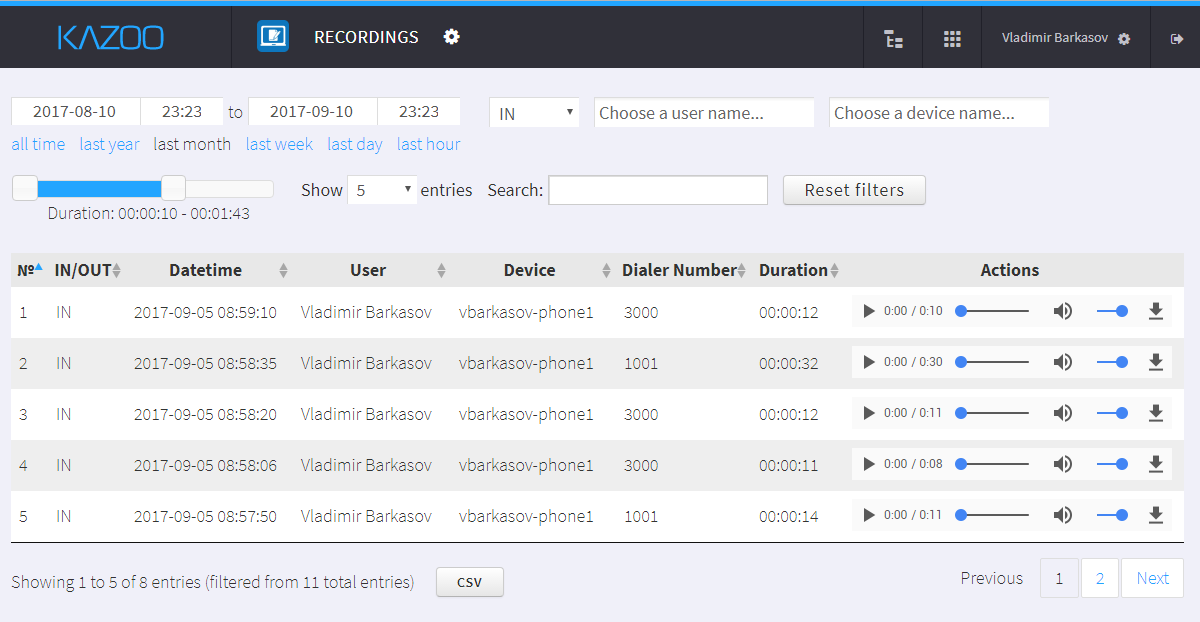 KAZOO RECORDINGS Vladimir Barkasov
2017-08-10 23:23 to 2017-09-10 23:23 IN Choose a user name... Choose a device name...
all time last year last month last week last day last hour
Show 5 entries Search: Reset filters
Duration: 00:00:10 - 00:01:43
№ IN/OUT Datetime User Device Dialer Number Duration Actions
1 IN 2017-09-05 08:59:10 Vladimir Barkasov vbarkasov-phone1 3000 00:00:12 0:00 / 0:10
2 IN 2017-09-05 08:58:35 Vladimir Barkasov vbarkasov-phone1 1001 00:00:32 0:00 / 0:30
3 IN 2017-09-05 08:58:20 Vladimir Barkasov vbarkasov-phone1 3000 00:00:12 0:00 / 0:11
4 IN 2017-09-05 08:58:06 Vladimir Barkasov vbarkasov-phone1 3000 00:00:11 0:00 / 0:08
5 IN 2017-09-05 08:57:50 Vladimir Barkasov vbarkasov-phone1 1001 00:00:14 0:00 / 0:11
Showing 1 to 5 of 8 entries (filtered from 11 total entries) CSV Previous 1 2 Next